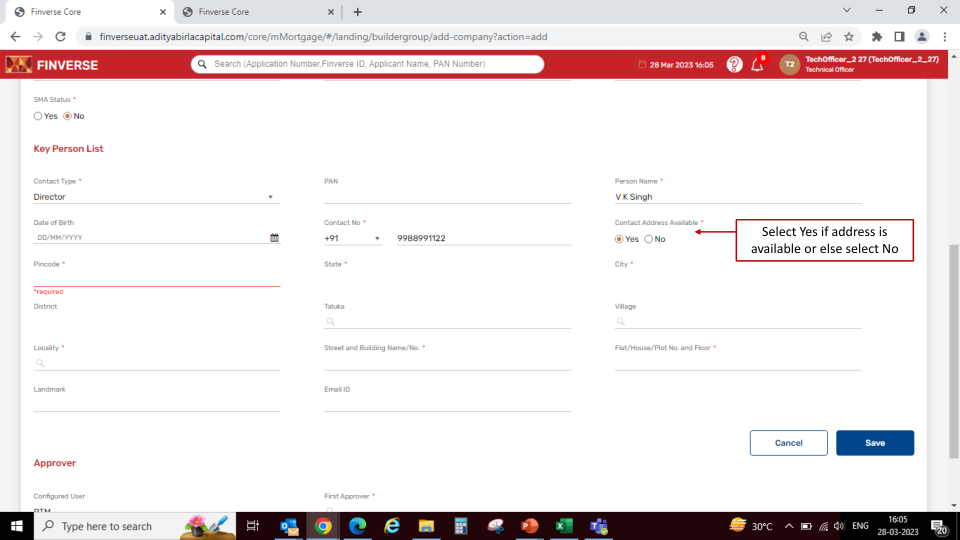 Finverse Core
Finverse Core
finverseuat.adityabirlacapital.com/core/mMortgage/#/landing/buildergroup/add-company?action=add
FINVERSE
Search (Application Number,Finverse ID, Applicant Name, PAN Number)
28 Mar 2023 16:05
8
T2
TechOfficer_2 27 (TechOfficer_2_27)
Technical Officer
SMA Status *
Yes No
Key Person List
Contact Type * PAN Person Name *
Director V K Singh
Date of Birth Contact No * Contact Address Available *
DD/MM/YYYY +91 9988991122 Yes No
Select Yes if address is
available or else select No
Pincode * State * City *
*required
District Taluka Village
Locality * Street and Building Name/No. * Flat/House/Plot No. and Floor *
Landmark Email ID
Cancel Save
Approver
Configured User First Approver *
RTM
Type here to search
30°C ENG 16:05
28-03-2023
20